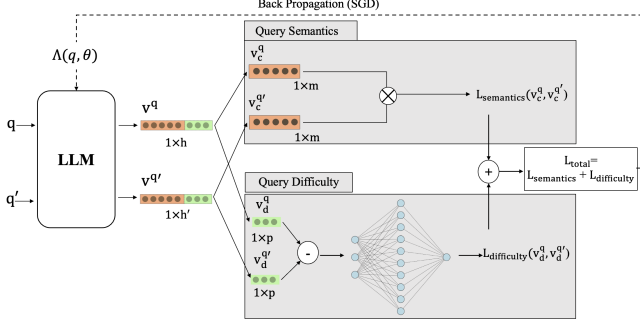 Back Propagation (SGD)
Λ(q, θ)
Query Semantics
v_c^q
1×m
v_c^q′
1×m
L_semantics(v_c^q, v_c^q′)
q
q′
LLM
v^q
1×h
v^q′
1×h′
+
L_total=
L_semantics + L_difficulty
Query Difficulty
v_d^q
1×p
v_d^q′
1×p
-
L_difficulty(v_d^q, v_d^q′)